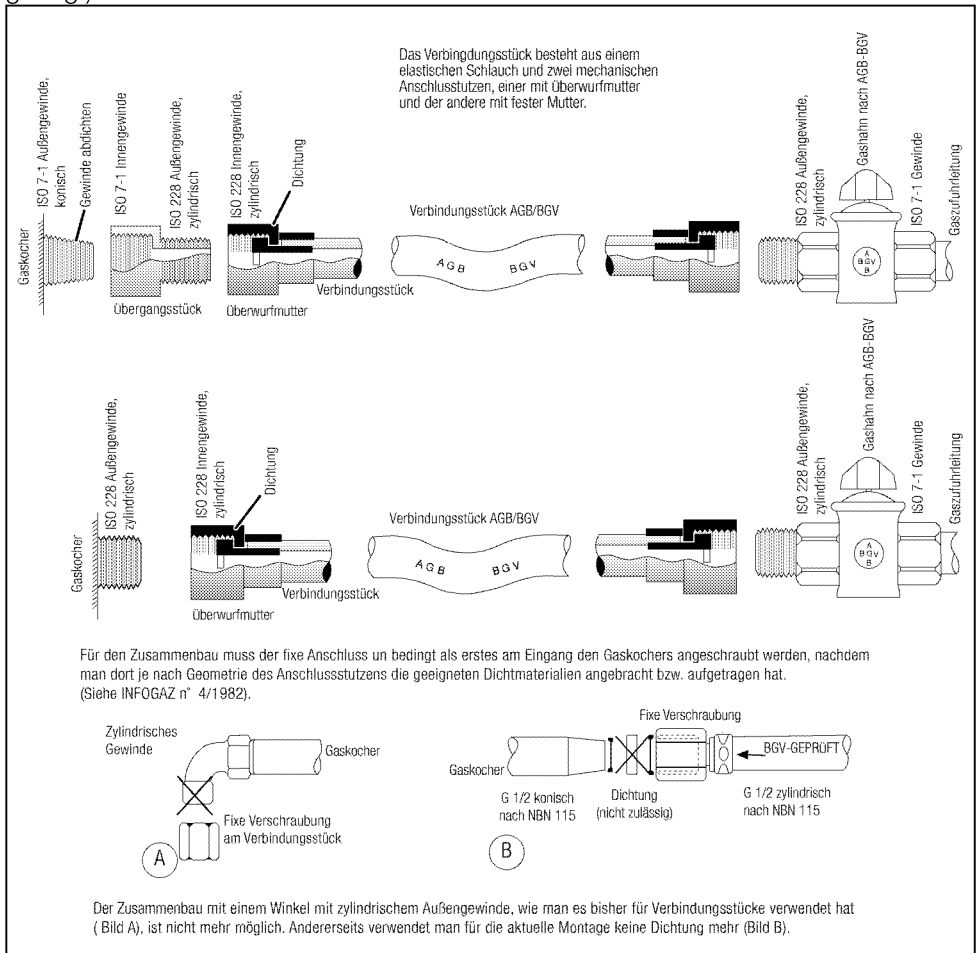 Das Verbingdungsstück besteht aus einem
elastischen Schlauch und zwei mechanischen
Anschlusstutzen, einer mit überwurfmutter
und der andere mit fester Mutter.
Gaskocher
ISO 7-1 Außengewinde,
konisch
Gewinde abdichten
ISO 7-1 Innengewinde
ISO 228 Außengewinde,
zylindrisch
ISO 228 Innengewinde,
zylindrisch
Dichtung
Verbindungsstück AGB/BGV
AGB BGV
Verbindungsstück
Übergangsstück
Überwurfmutter
ISO 228 Außengewinde,
zylindrisch
Gashahn nach AGB-BGV
ISO 7-1 Gewinde
Gaszufuhrleitung
A
BGV
B
Gaskocher
ISO 228 Außengewinde,
zylindrisch
ISO 228 Innengewinde,
zylindrisch
Dichtung
Verbindungsstück AGB/BGV
AGB BGV
Verbindungsstück
Überwurfmutter
ISO 228 Außengewinde,
zylindrisch
Gashahn nach AGB-BGV
ISO 7-1 Gewinde
Gaszufuhrleitung
A
BGV
B
Für den Zusammenbau muss der fixe Anschluss un bedingt als erstes am Eingang den Gaskochers angeschraubt werden, nachdem
man dort je nach Geometrie des Anschlussstutzens die geeigneten Dichtmaterialien angebracht bzw. aufgetragen hat.
(Siehe INFOGAZ n° 4/1982).
Zylindrisches
Gewinde
Gaskocher
Fixe Verschraubung
am Verbindungsstück
A
Fixe Verschraubung
BGV-GEPRÜFT
Gaskocher
G 1/2 konisch
nach NBN 115
Dichtung
(nicht zulässig)
G 1/2 zylindrisch
nach NBN 115
B
Der Zusammenbau mit einem Winkel mit zylindrischem Außengewinde, wie man es bisher für Verbindungsstücke verwendet hat
( Bild A), ist nicht mehr möglich. Andererseits verwendet man für die aktuelle Montage keine Dichtung mehr (Bild B).